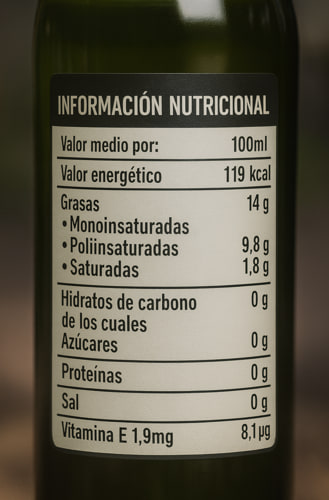 INFORMACIÓN NUTRICIONAL
Valor medio por: 100ml
Valor energético 119 kcal
Grasas 14 g
• Monoinsaturadas
• Poliinsaturadas 9,8 g
• Saturadas 1,8 g
Hidratos de carbono 0 g
de los cuales
Azúcares 0 g
Proteínas 0 g
Sal 0 g
Vitamina E 1,9mg 8,1 µg